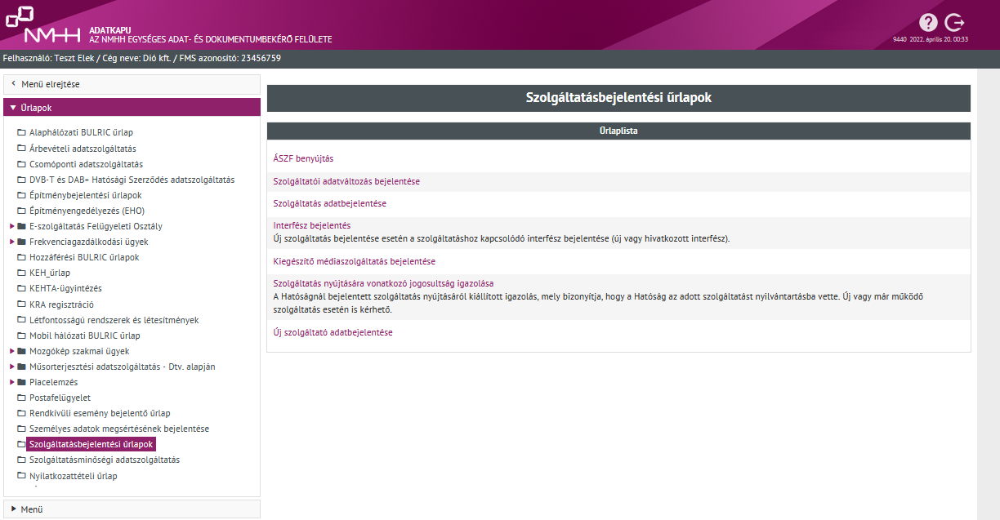 NMHH
ADATKAPU
AZ NMHH EGYSÉGES ADAT- ÉS DOKUMENTUMBEKÉRŐ FELÜLETE
?
9440 2022. április 20. 00:33
Felhasználó: Teszt Elek / Cég neve: Dió kft. / FMS azonosító: 23456759
Menü elrejtése
Űrlapok
Alaphálózati BULRIC űrlap
Árbevételi adatszolgáltatás
Csomóponti adatszolgáltatás
DVB-T és DAB+ Hatósági Szerződés adatszolgáltatás
Építménybejelentési űrlapok
Építményengedélyezés (EHO)
E-szolgáltatás Felügyeleti Osztály
Frekvenciagazdálkodási ügyek
Hozzáférési BULRIC űrlapok
KEH_űrlap
KEHTA-ügyintézés
KRA regisztráció
Létfontosságú rendszerek és létesítmények
Mobil hálózati BULRIC űrlap
Mozgókép szakmai ügyek
Műsorterjesztési adatszolgáltatás - Dtv. alapján
Piacelemzés
Postafelügyelet
Rendkívüli esemény bejelentő űrlap
Személyes adatok megsértésének bejelentése
Szolgáltatásbejelentési űrlapok
Szolgáltatásminőségi adatszolgáltatás
Nyilatkozattételi űrlap
Menü
Szolgáltatásbejelentési űrlapok
Űrlaplista
ÁSZF benyújtás
Szolgáltatói adatváltozás bejelentése
Szolgáltatás adatbejelentése
Interfész bejelentés
Új szolgáltatás bejelentése esetén a szolgáltatáshoz kapcsolódó interfész bejelentése (új vagy hivatkozott interfész).
Kiegészítő médiaszolgáltatás bejelentése
Szolgáltatás nyújtására vonatkozó jogosultság igazolása
A Hatóságnál bejelentett szolgáltatás nyújtásáról kiállított igazolás, mely bizonyítja, hogy a Hatóság az adott szolgáltatást nyilvántartásba vette. Új vagy már működő
szolgáltatás esetén is kérhető.
Új szolgáltató adatbejelentése